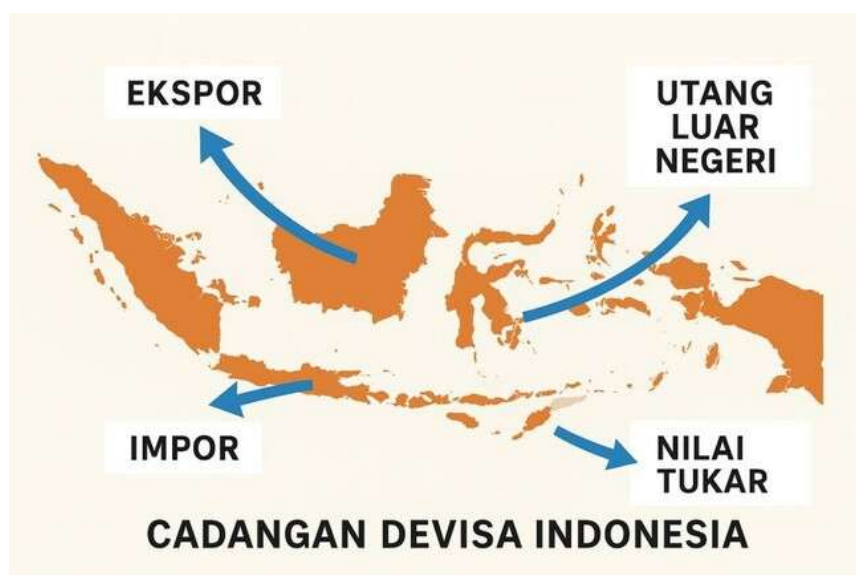 EKSPOR
UTANG
LUAR
NEGERI
IMPOR
NILAI
TUKAR
CADANGAN DEVISA INDONESIA